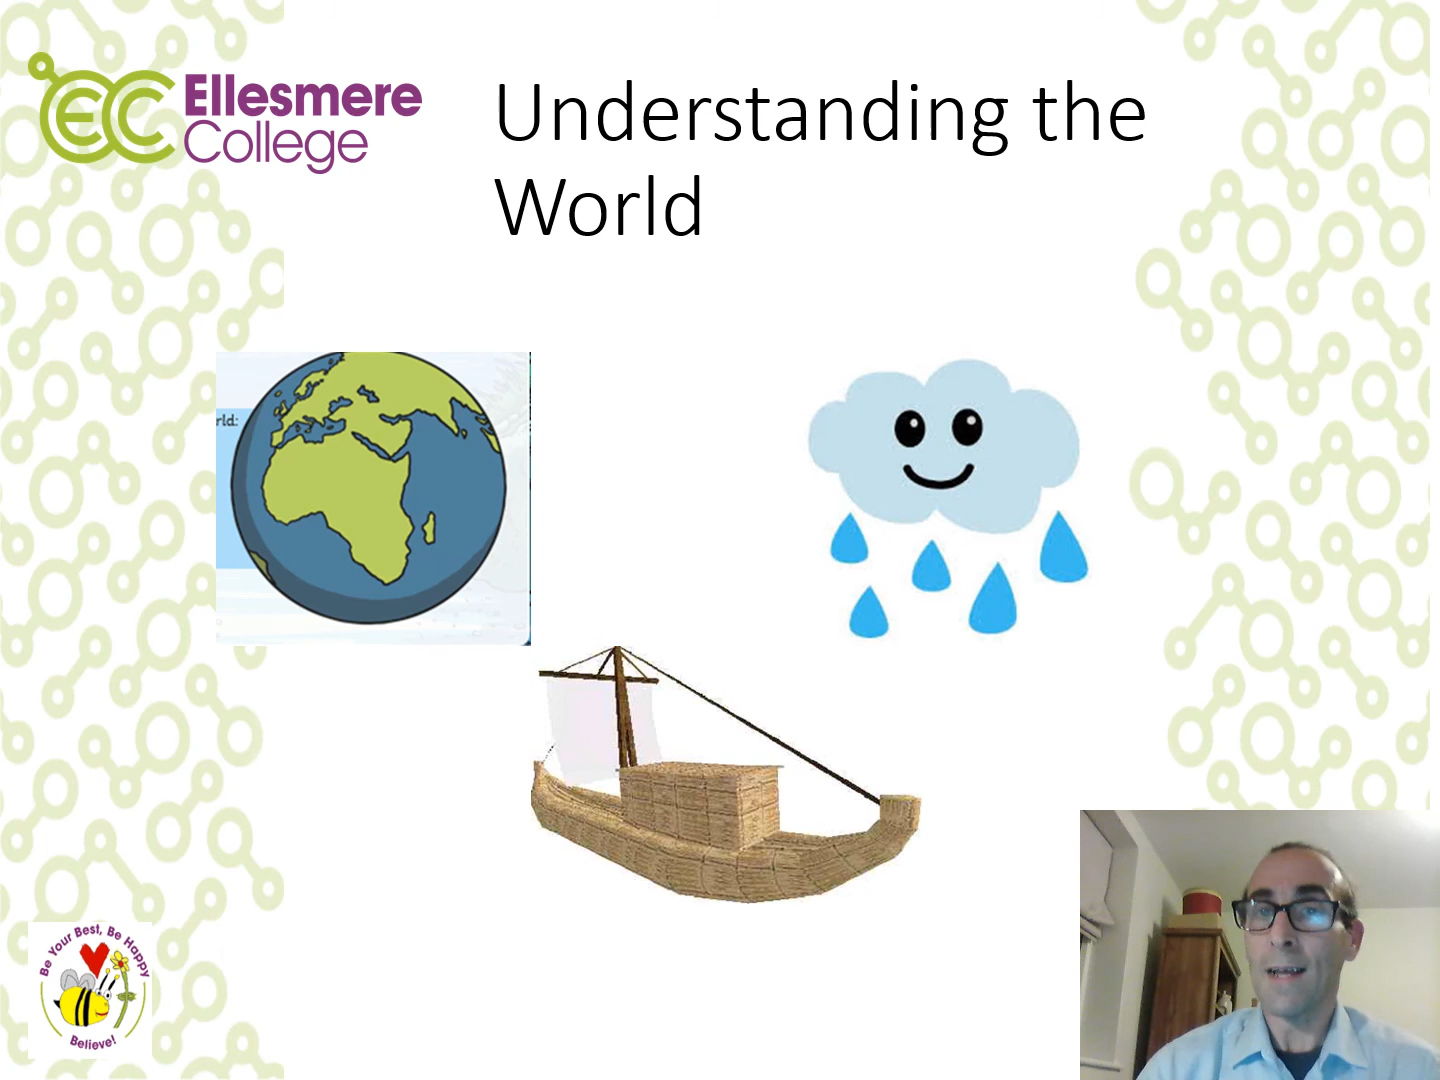 Ellesmere
College
Understanding the
World
rld:
Be Your Best, Be Happy
Believe!